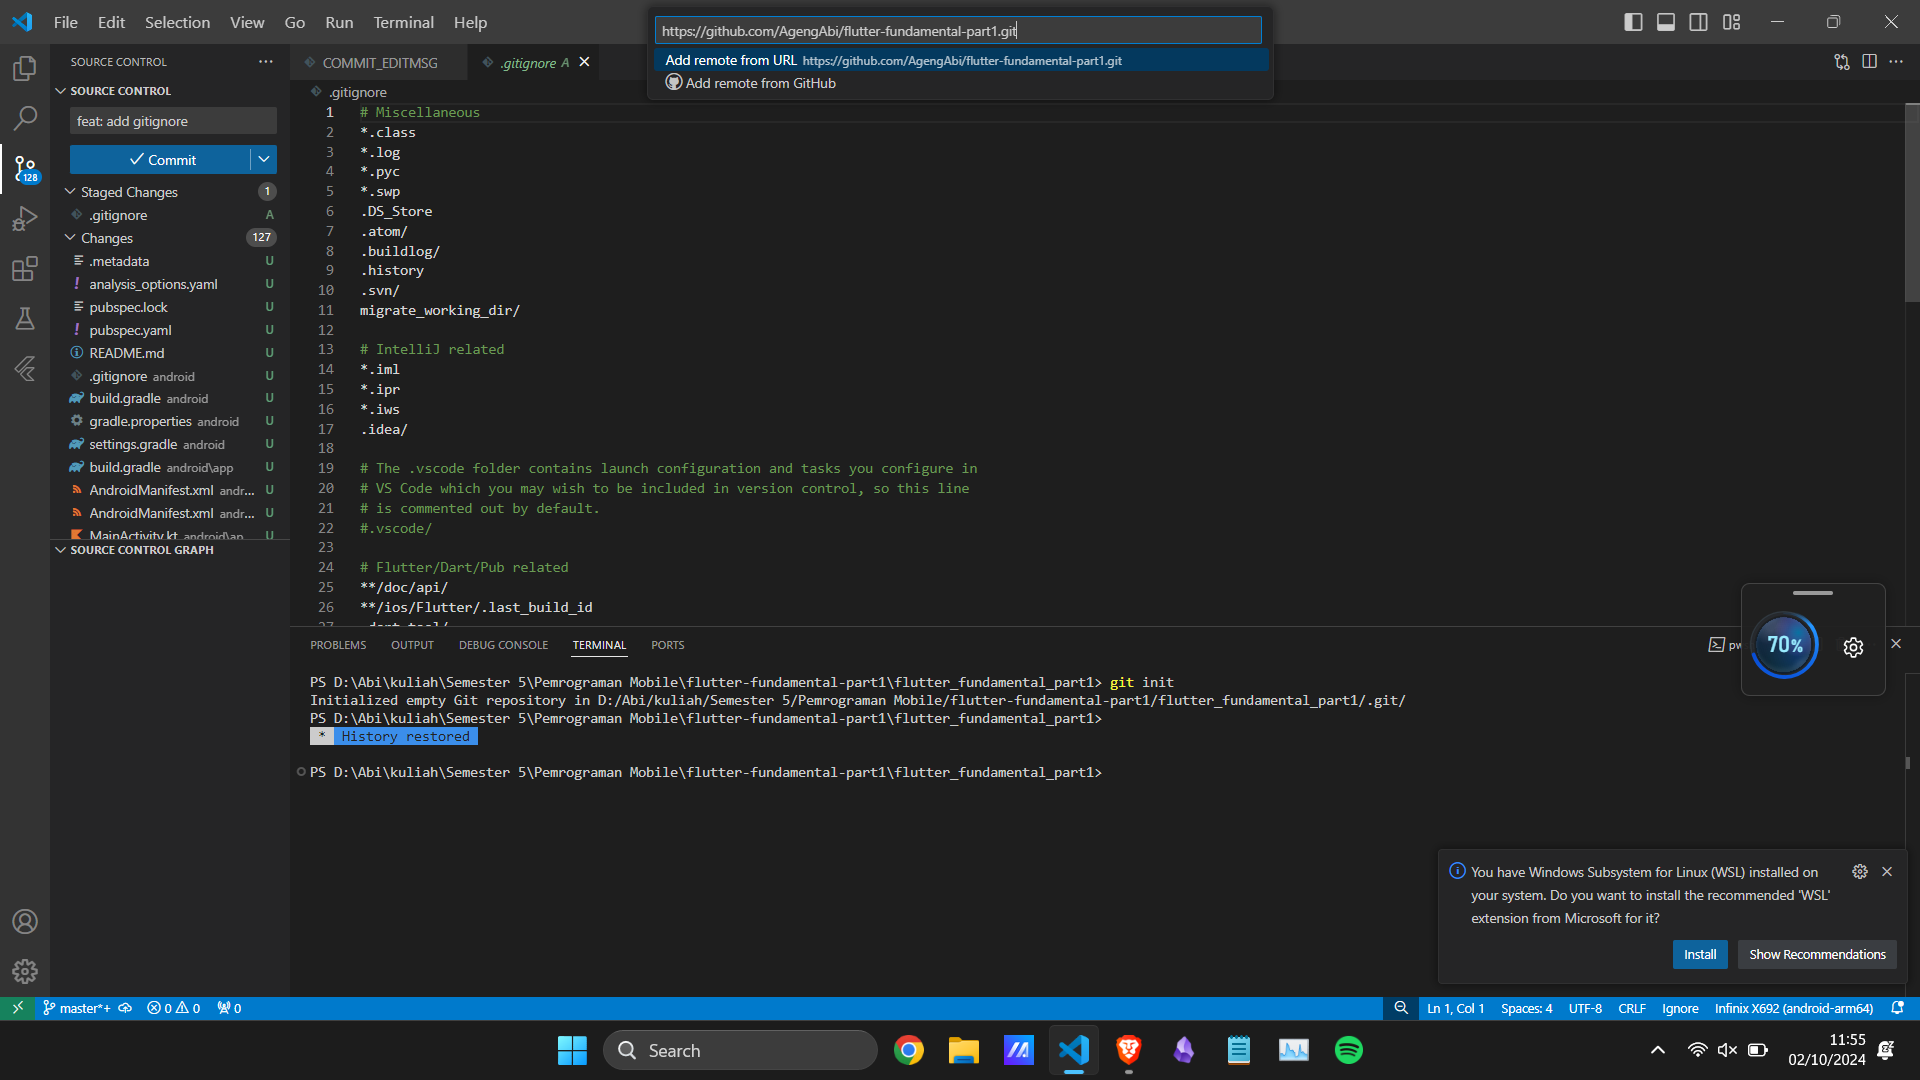 File Edit Selection View Go Run Terminal Help
https://github.com/AgengAbi/flutter-fundamental-part1.git
Add remote from URL https://github.com/AgengAbi/flutter-fundamental-part1.git
Add remote from GitHub
SOURCE CONTROL
SOURCE CONTROL
feat: add gitignore
Commit
Staged Changes 1
.gitignore A
Changes 127
.metadata U
analysis_options.yaml U
pubspec.lock U
pubspec.yaml U
README.md U
.gitignore android U
build.gradle android U
gradle.properties android U
settings.gradle android U
build.gradle android\app U
AndroidManifest.xml andr... U
AndroidManifest.xml andr... U
MainActivity.kt android\ap... U
SOURCE CONTROL GRAPH
128
COMMIT_EDITMSG
.gitignore A
.gitignore
1 # Miscellaneous
2 *.class
3 *.log
4 *.pyc
5 *.swp
6 .DS_Store
7 .atom/
8 .buildlog/
9 .history
10 .svn/
11 migrate_working_dir/
12
13 # IntelliJ related
14 *.iml
15 *.ipr
16 *.iws
17 .idea/
18
19 # The .vscode folder contains launch configuration and tasks you configure in
20 # VS Code which you may wish to be included in version control, so this line
21 # is commented out by default.
22 #.vscode/
23
24 # Flutter/Dart/Pub related
25 **/doc/api/
26 **/ios/Flutter/.last_build_id
27 .dart_tool/
PROBLEMS OUTPUT DEBUG CONSOLE TERMINAL PORTS
pw
70%
PS D:\Abi\kuliah\Semester 5\Pemrograman Mobile\flutter-fundamental-part1\flutter_fundamental_part1> git init
Initialized empty Git repository in D:/Abi/kuliah/Semester 5/Pemrograman Mobile/flutter-fundamental-part1/flutter_fundamental_part1/.git/
PS D:\Abi\kuliah\Semester 5\Pemrograman Mobile\flutter-fundamental-part1\flutter_fundamental_part1>
* History restored
PS D:\Abi\kuliah\Semester 5\Pemrograman Mobile\flutter-fundamental-part1\flutter_fundamental_part1>
You have Windows Subsystem for Linux (WSL) installed on
your system. Do you want to install the recommended 'WSL'
extension from Microsoft for it?
Install Show Recommendations
master*+ 0 0 0
Ln 1, Col 1 Spaces: 4 UTF-8 CRLF Ignore Infinix X692 (android-arm64)
Search
11:55
02/10/2024